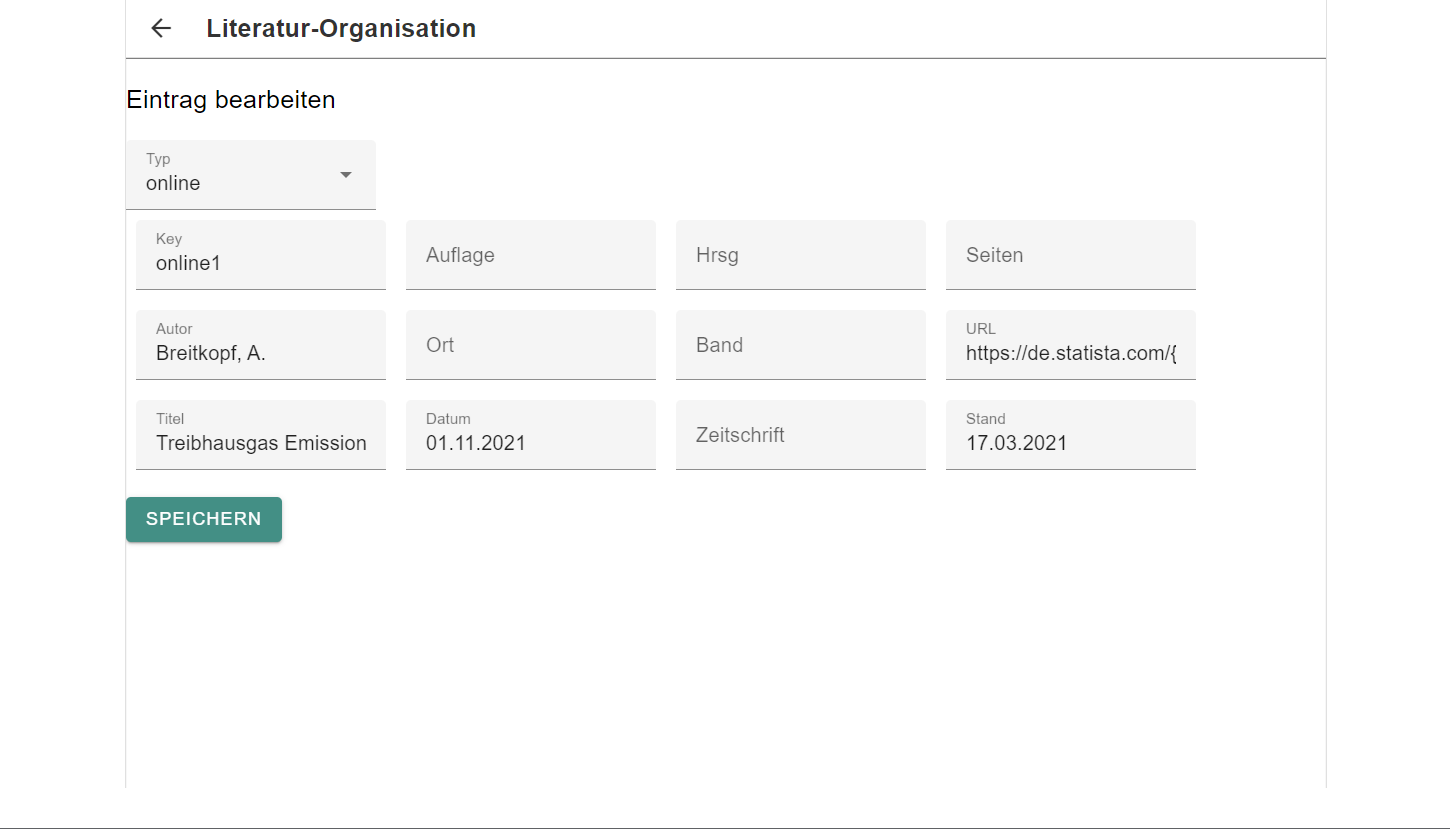 Literatur-Organisation
Eintrag bearbeiten
Typ
online
Key
online1
Auflage
Hrsg
Seiten
Autor
Breitkopf, A.
Ort
Band
URL
https://de.statista.com/{
Titel
Treibhausgas Emission
Datum
01.11.2021
Zeitschrift
Stand
17.03.2021
SPEICHERN